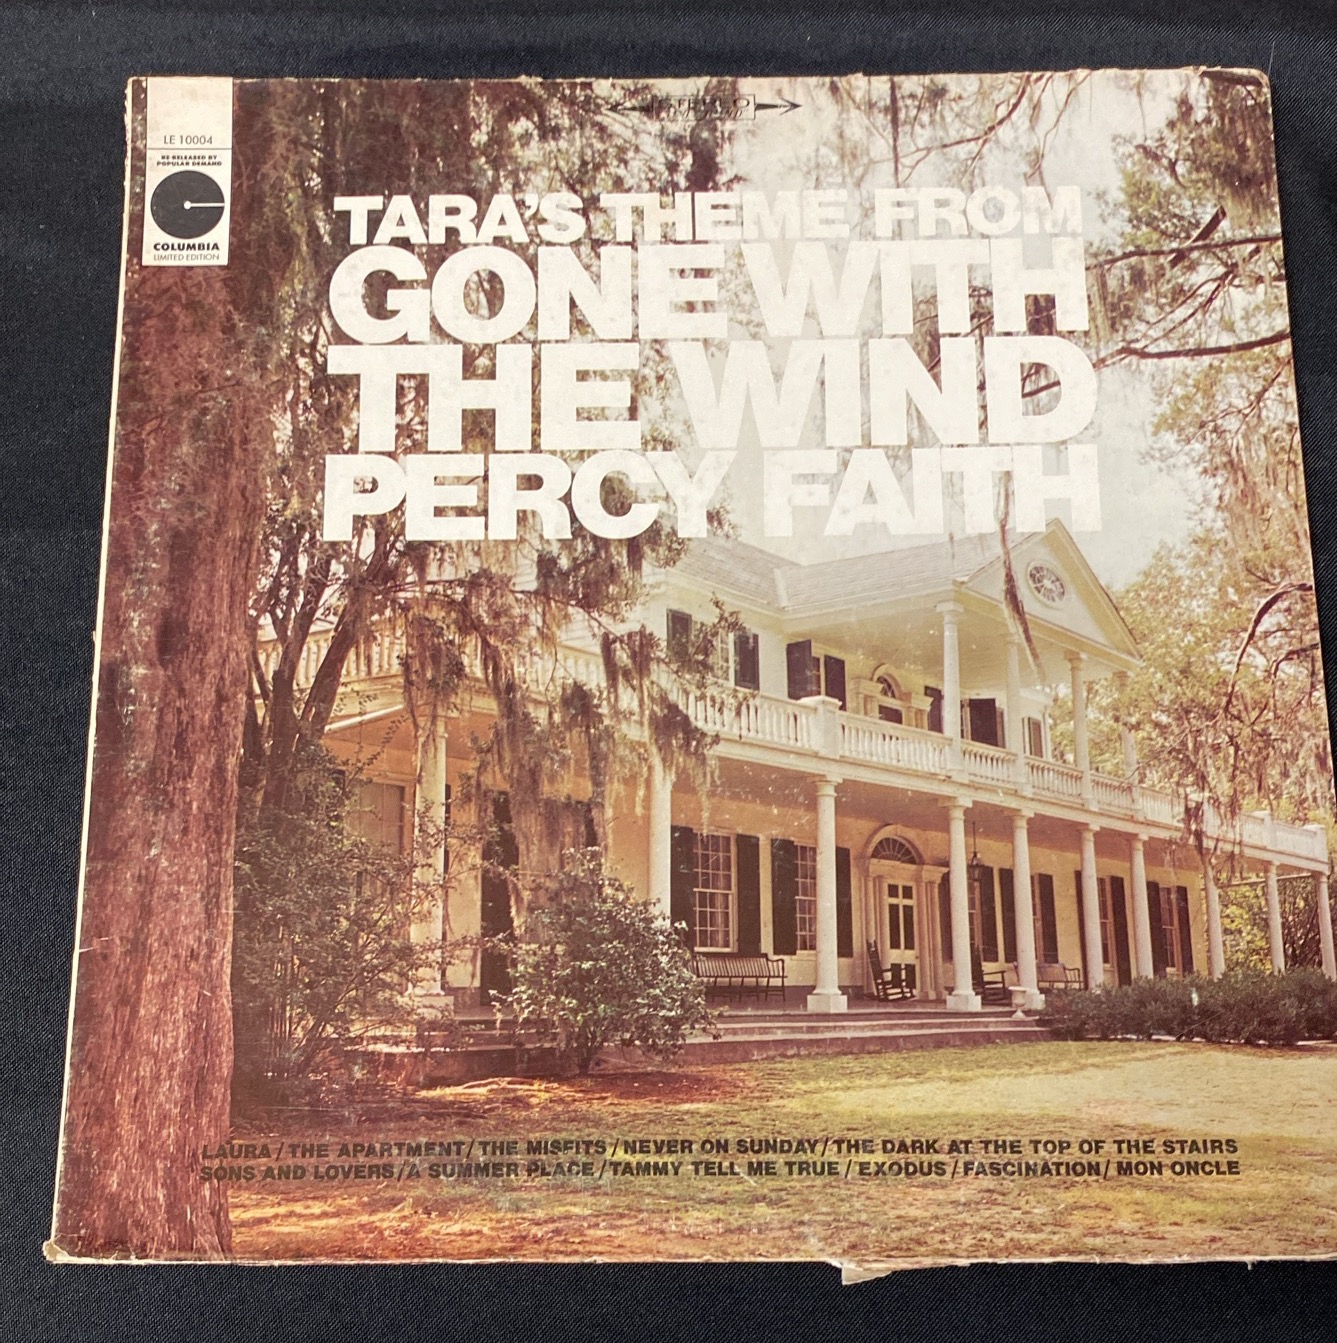 STEREO
LE 10004
RE-RELEASED BY
POPULAR DEMAND
COLUMBIA
LIMITED EDITION
TARA'S THEME FROM
GONE WITH
THE WIND
PERCY FAITH
LAURA/THE APARTMENT/THE MISFITS/NEVER ON SUNDAY/THE DARK AT THE TOP OF THE STAIRS
SONS AND LOVERS/A SUMMER PLACE/TAMMY TELL ME TRUE/EXODUS/FASCINATION/MON ONCLE